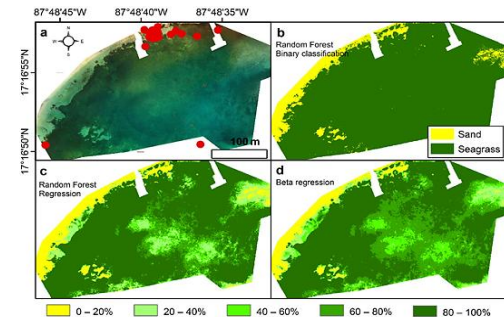 87°48'45" 87°48'40" 87°48'35"
a
N
W E
S
17°16'55"
17°16'50"
100 m
b
Random Forest
Binary classification
Sand
Seagrass
c
Random Forest
Regression
d
Beta regression
0 – 20% 20 – 40% 40 – 60% 60 – 80% 80 – 100%